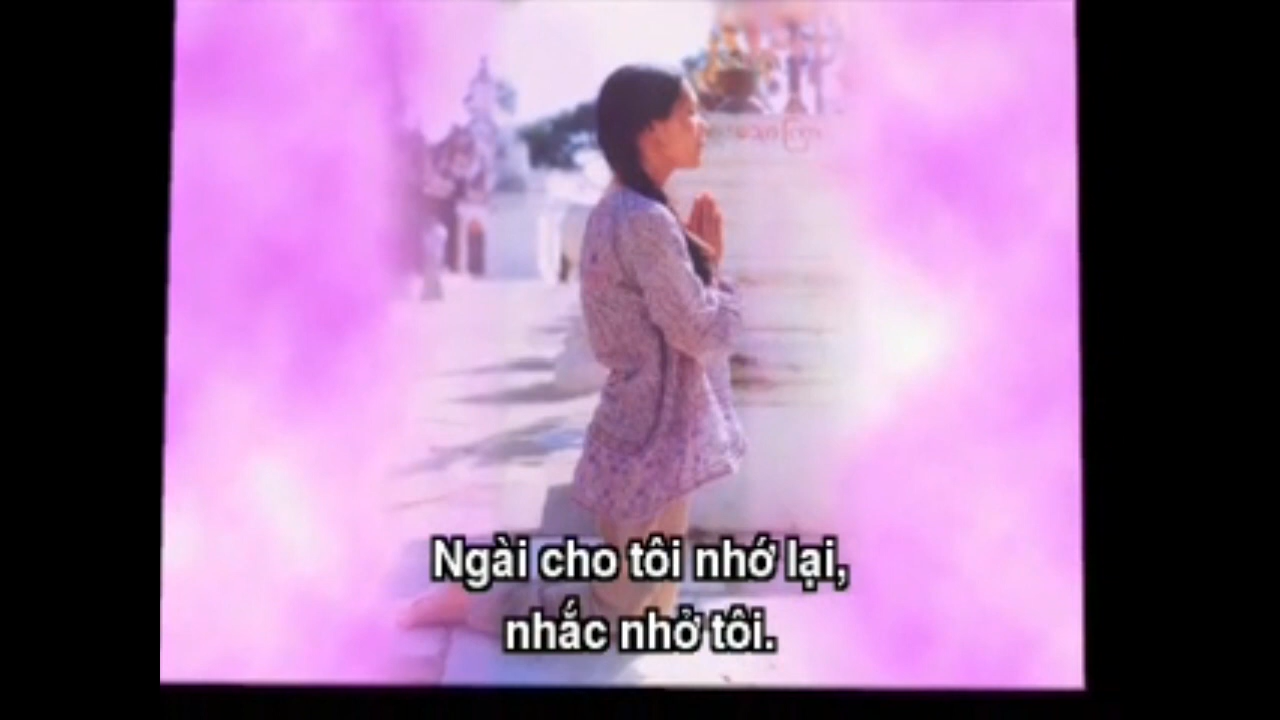 Ngài cho tôi nhớ lại,
nhắc nhở tôi.